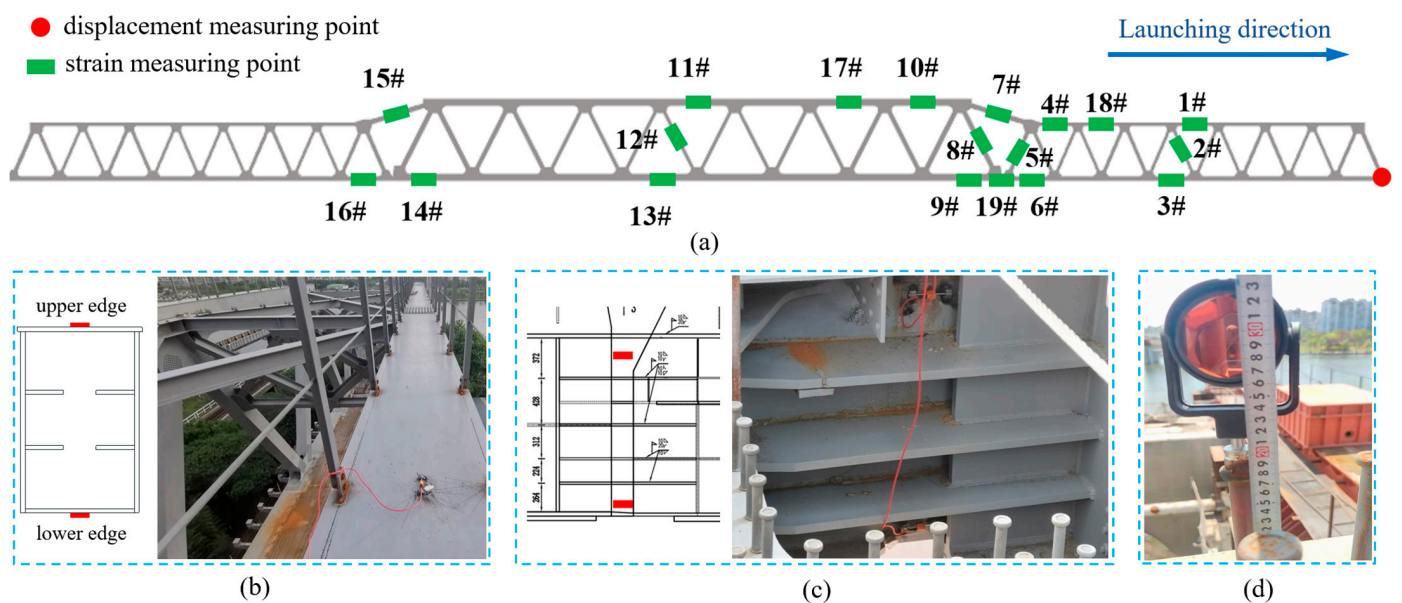 displacement measuring point
strain measuring point
Launching direction
15#
11#
17#
10#
7#
4#
18#
1#
12#
8#
5#
2#
16#
14#
13#
9#
19#
6#
3#
(a)
upper edge
lower edge
(b)
372
428
312
224
264
(c)
(d)